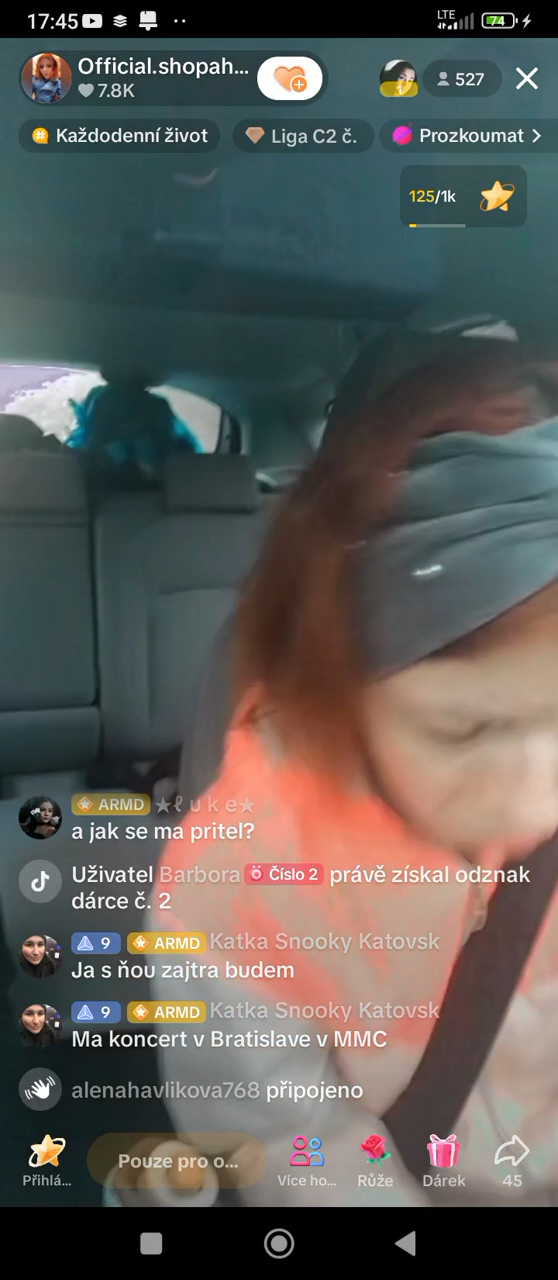 17:45
LTE
74
Official.shopah...
7.8K
527
Každodenní život
Liga C2 č.
Prozkoumat
125/1k
ARMD ★ℓ u k e★
a jak se ma pritel?
Uživatel Barbora Číslo 2 právě získal odznak
dárce č. 2
9 ARMD Katka Snooky Katovsk
Ja s ňou zajtra budem
9 ARMD Katka Snooky Katovsk
Ma koncert v Bratislave v MMC
alenahavlikova768 připojeno
Přihlá...
Pouze pro o...
Více ho...
Růže
Dárek
45